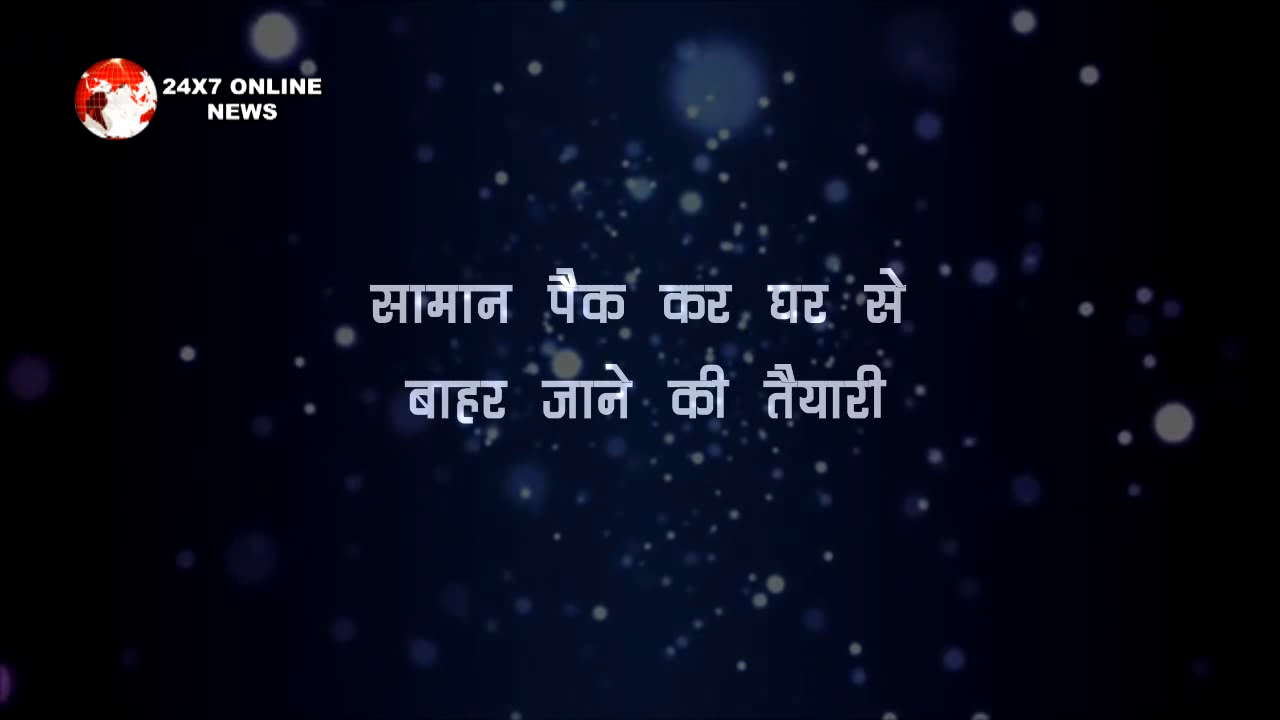 24X7 ONLINE
NEWS
सामान पैक कर घर से
बाहर जाने की तैयारी